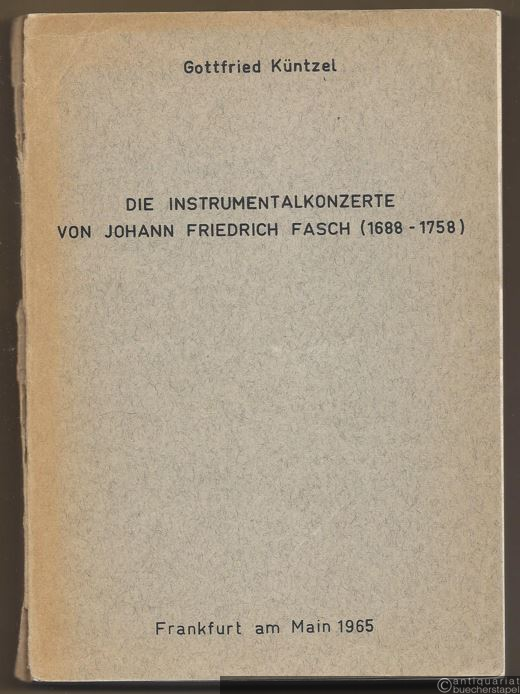 Gottfried Küntzel
DIE INSTRUMENTALKONZERTE
VON JOHANN FRIEDRICH FASCH (1688 - 1758)
Frankfurt am Main 1965
©antiquariat
buecherstapel